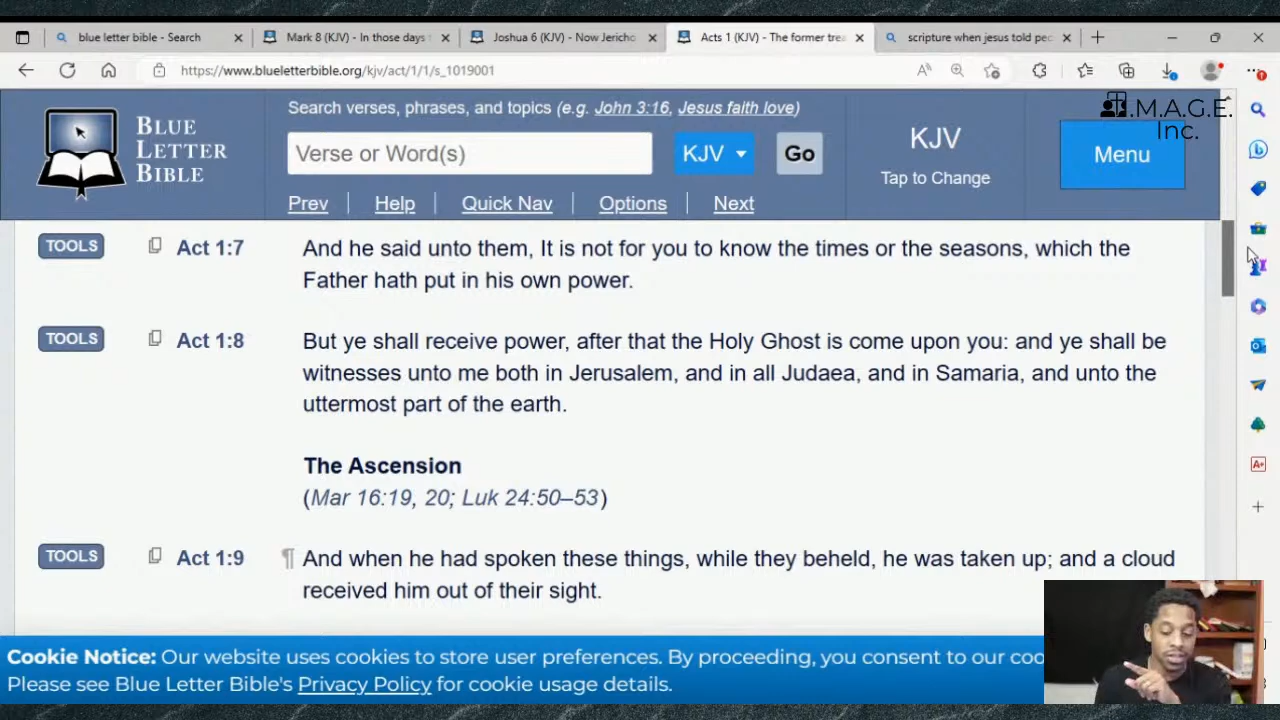 blue letter bible - Search
Mark 8 (KJV) - In those days
Joshua 6 (KJV) - Now Jericho
Acts 1 (KJV) - The former trea
scripture when jesus told pec
https://www.blueletterbible.org/kjv/act/1/1/s_1019001
.M.A.G.E.
Inc.
BLUE
LETTER
BIBLE
Search verses, phrases, and topics (e.g. John 3:16, Jesus faith love)
Verse or Word(s)
KJV
Go
KJV
Tap to Change
Menu
Prev
Help
Quick Nav
Options
Next
TOOLS Act 1:7 And he said unto them, It is not for you to know the times or the seasons, which the
Father hath put in his own power.
TOOLS Act 1:8 But ye shall receive power, after that the Holy Ghost is come upon you: and ye shall be
witnesses unto me both in Jerusalem, and in all Judaea, and in Samaria, and unto the
uttermost part of the earth.
The Ascension
(Mar 16:19, 20; Luk 24:50–53)
TOOLS Act 1:9 ¶ And when he had spoken these things, while they beheld, he was taken up; and a cloud
received him out of their sight.
Cookie Notice: Our website uses cookies to store user preferences. By proceeding, you consent to our coo
Please see Blue Letter Bible's Privacy Policy for cookie usage details.